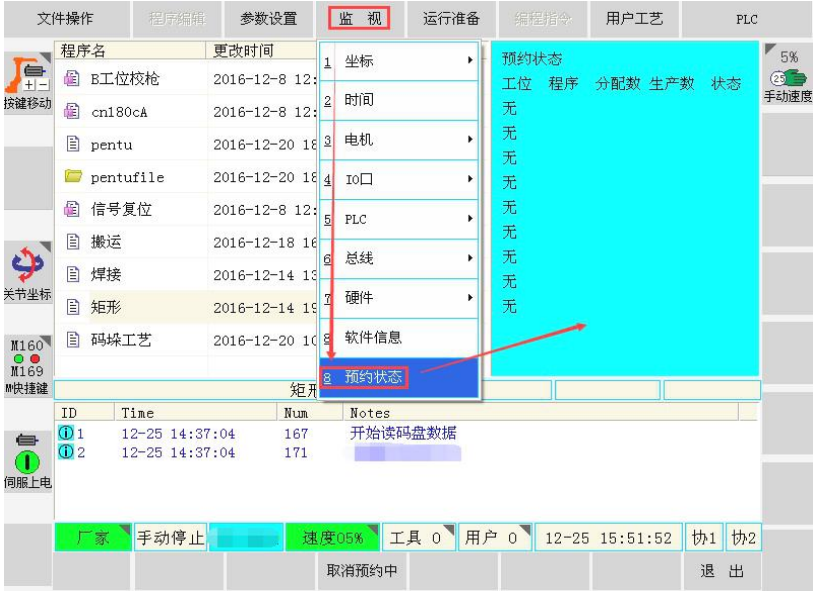 文件操作 程序编辑 参数设置 监 视 运行准备 编程指令 用户工艺 PLC
程序名 更改时间
B工位校枪 2016-12-8 12:
cn180cA 2016-12-8 12:
pentu 2016-12-20 18
pentufile 2016-12-20 18
信号复位 2016-12-8 12:
搬运 2016-12-18 16
焊接 2016-12-14 13
矩形 2016-12-14 19
码垛工艺 2016-12-20 10
1 坐标
2 时间
3 电机
4 IO口
5 PLC
6 总线
7 硬件
8 软件信息
8 预约状态
预约状态
工位 程序 分配数 生产数 状态
无
无
无
无
无
无
无
无
无
按键移动
关节坐标
M160
M169
M快捷键
伺服上电
5%
25
手动速度
矩形
ID Time Num Notes
1 12-25 14:37:04 167 开始读码盘数据
2 12-25 14:37:04 171
厂家 手动停止 速度05% 工具 0 用户 0 12-25 15:51:52 协1 协2
取消预约中 退 出